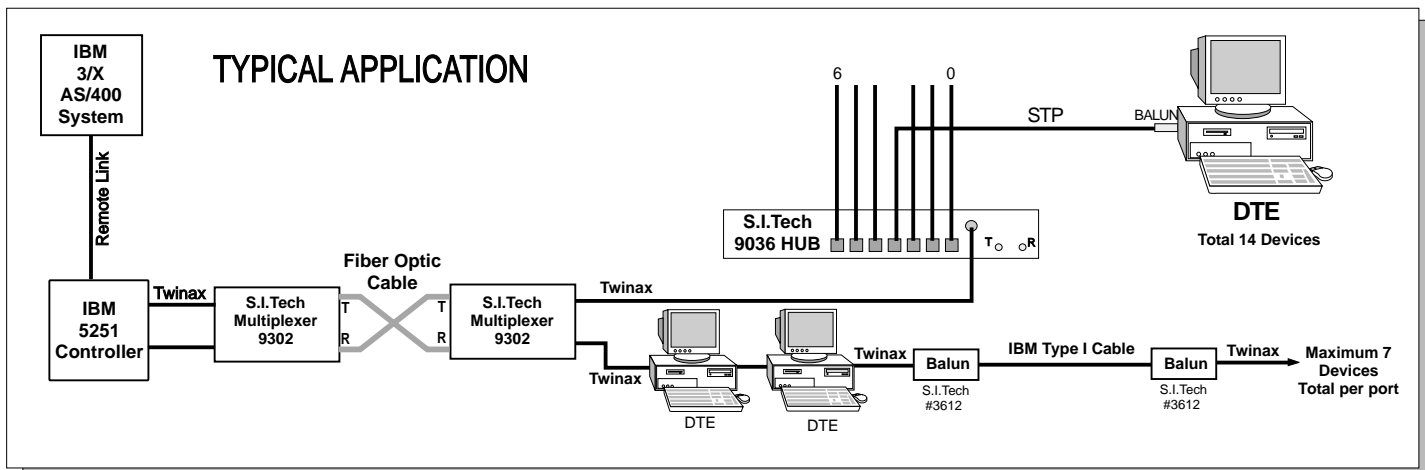 IBM
3/X
AS/400
System
TYPICAL APPLICATION
6
0
STP
BALUN
DTE
Total 14 Devices
Remote Link
S.I.Tech
9036 HUB
T
R
IBM
5251
Controller
Twinax
S.I.Tech
Multiplexer
9302
T
R
Fiber Optic
Cable
T
R
S.I.Tech
Multiplexer
9302
Twinax
Twinax
DTE
DTE
Twinax
Balun
S.I.Tech
#3612
IBM Type I Cable
Balun
S.I.Tech
#3612
Twinax
Maximum 7
Devices
Total per port